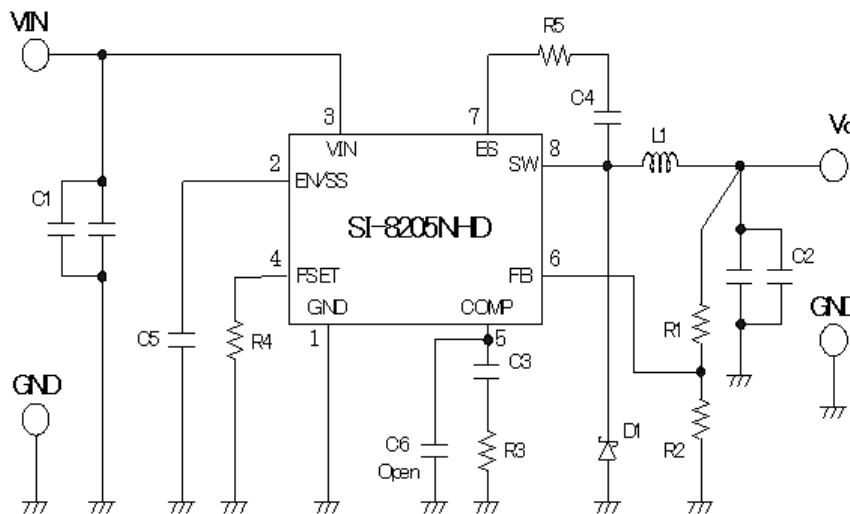 VIN
R5
C4
3
7
L1
Vo
VIN
BS
SW
8
2
EN/SS
C1
SI-8205NHD
4
FSET
FB
6
C2
GND
COMP
GND
1
5
C5
R4
C3
R1
GND
C6
Open
R3
D1
R2